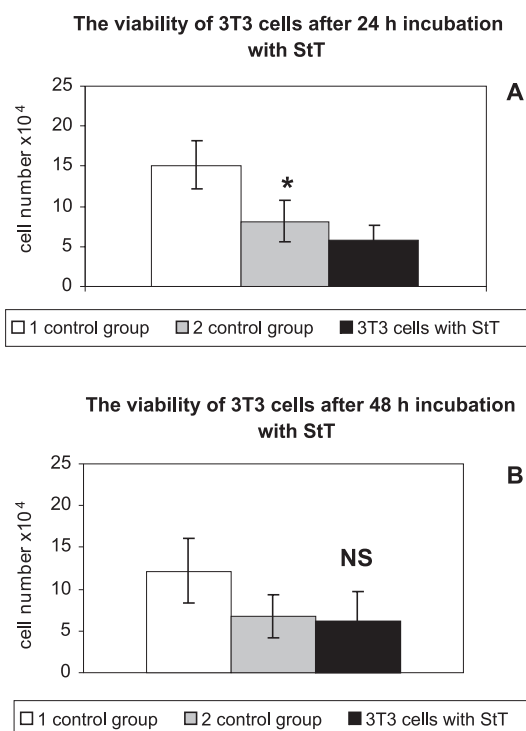 The viability of 3T3 cells after 24 h incubation
with StT
A
cell number x10⁴
25
20
15
10
5
0
*
1 control group 2 control group 3T3 cells with StT
The viability of 3T3 cells after 48 h incubation
with StT
B
cell number x10⁴
25
20
15
10
5
0
NS
1 control group 2 control group 3T3 cells with StT